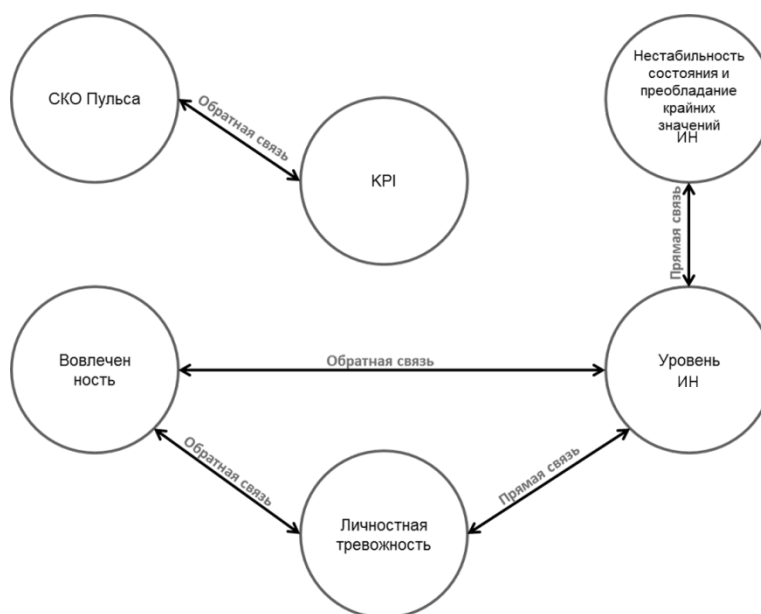 СКО Пульса
Обратная связь
KPI
Нестабильность
состояния и
преобладание
крайних
значений
ИН
Прямая связь
Вовлечен
ность
Обратная связь
Уровень
ИН
Обратная связь
Прямая связь
Личностная
тревожность